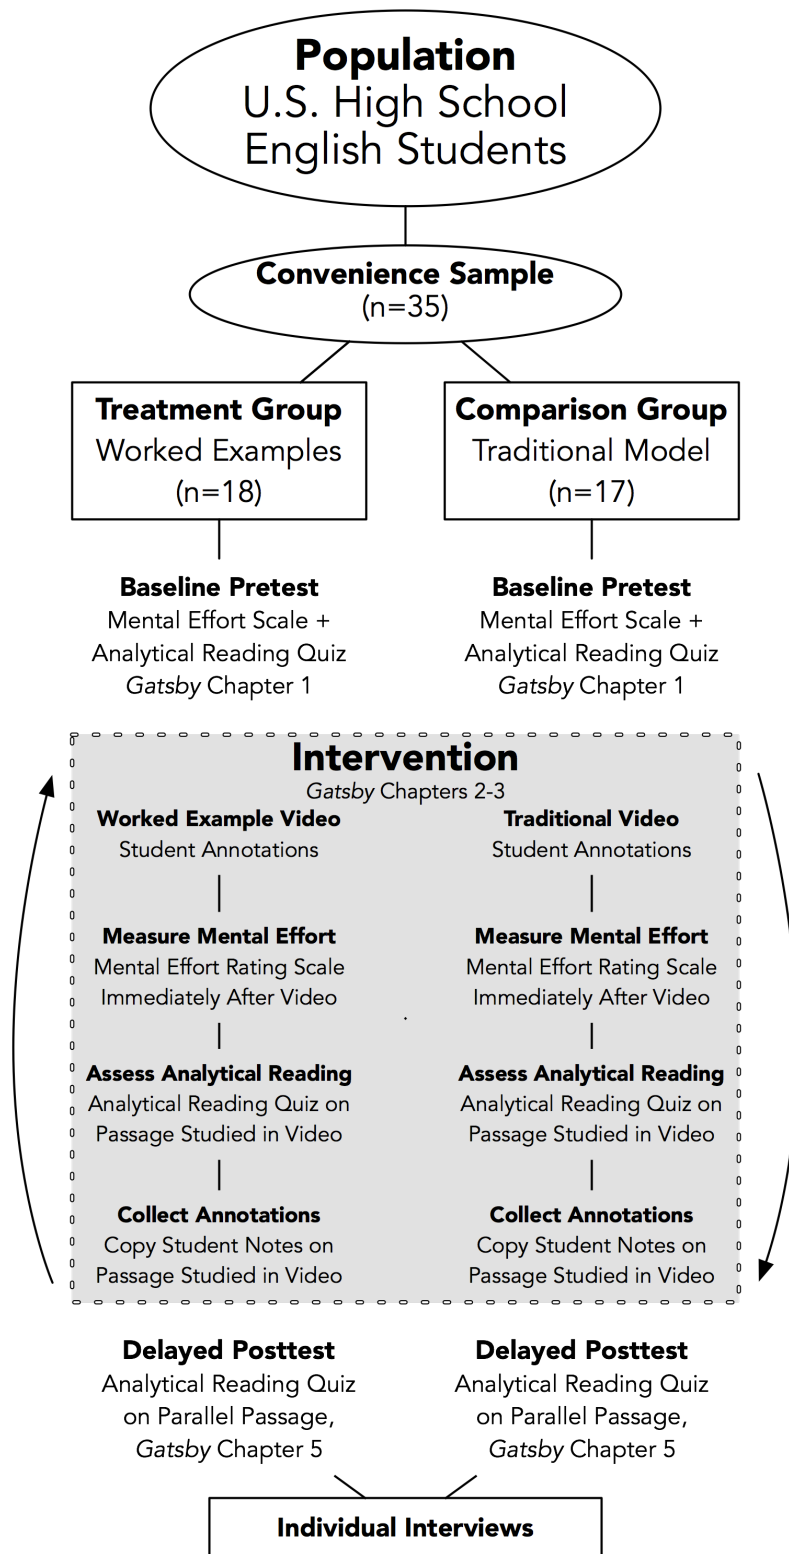 Population
U.S. High School
English Students
Convenience Sample
(n=35)
Treatment Group
Worked Examples
(n=18)
Comparison Group
Traditional Model
(n=17)
Baseline Pretest
Mental Effort Scale +
Analytical Reading Quiz
Gatsby Chapter 1
Baseline Pretest
Mental Effort Scale +
Analytical Reading Quiz
Gatsby Chapter 1
Intervention
Gatsby Chapters 2-3
Worked Example Video
Student Annotations
Measure Mental Effort
Mental Effort Rating Scale
Immediately After Video
Assess Analytical Reading
Analytical Reading Quiz on
Passage Studied in Video
Collect Annotations
Copy Student Notes on
Passage Studied in Video
Traditional Video
Student Annotations
Measure Mental Effort
Mental Effort Rating Scale
Immediately After Video
Assess Analytical Reading
Analytical Reading Quiz on
Passage Studied in Video
Collect Annotations
Copy Student Notes on
Passage Studied in Video
Delayed Posttest
Analytical Reading Quiz
on Parallel Passage,
Gatsby Chapter 5
Delayed Posttest
Analytical Reading Quiz
on Parallel Passage,
Gatsby Chapter 5
Individual Interviews